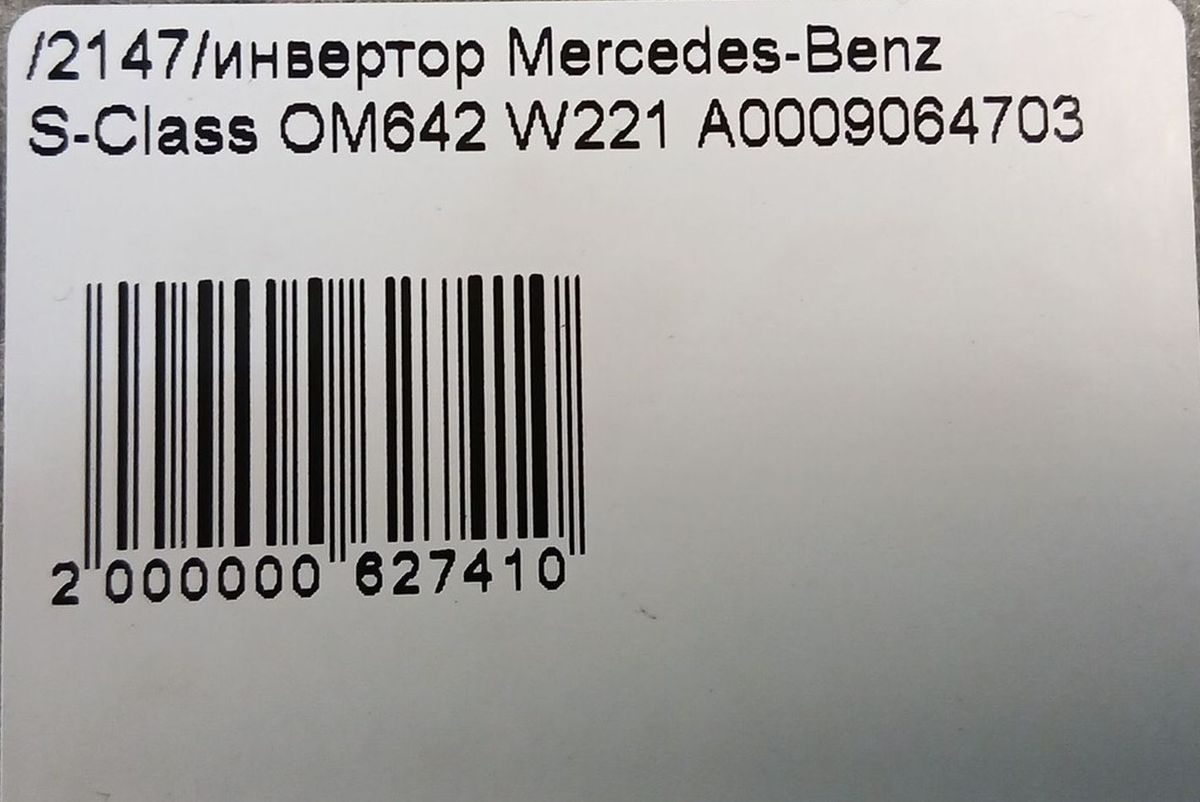 /2147/инвертор Mercedes-Benz
S-Class OM642 W221 A0009064703
2 000000 627410